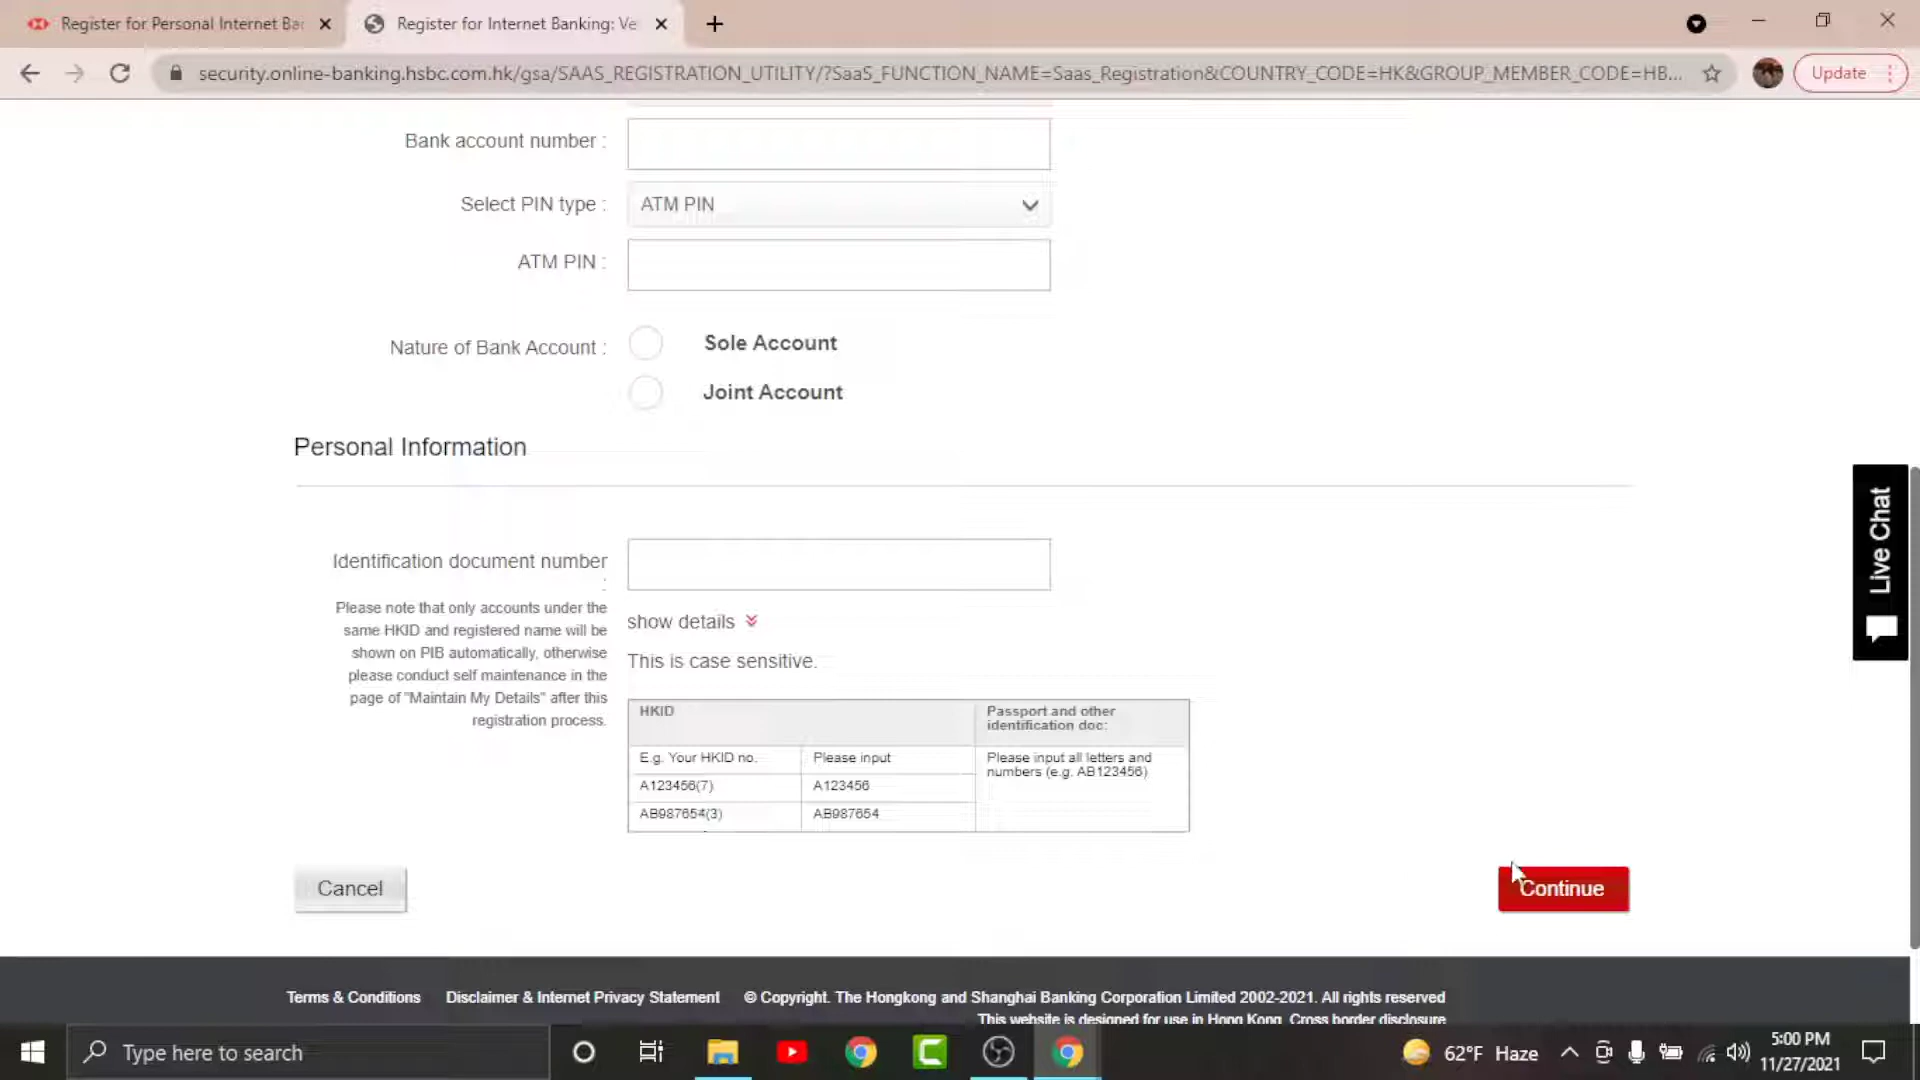 Register for Personal Internet Ba
Register for Internet Banking: Ve
security.online-banking.hsbc.com.hk/gsa/SAAS_REGISTRATION_UTILITY/?SaaS_FUNCTION_NAME=Saas_Registration&COUNTRY_CODE=HK&GROUP_MEMBER_CODE=HB...
Update
Bank account number :
Select PIN type :
ATM PIN
ATM PIN :
Nature of Bank Account :
Sole Account
Joint Account
Personal Information
Identification document number
:
Please note that only accounts under the
same HKID and registered name will be
shown on PIB automatically, otherwise
please conduct self maintenance in the
page of "Maintain My Details" after this
registration process.
show details
This is case sensitive.
HKID
Passport and other
identification doc:
E.g. Your HKID no.
Please input
Please input all letters and
numbers (e.g. AB123456)
A123456(7)
A123456
AB987654(3)
AB987654
Live Chat
Cancel
Continue
Terms & Conditions
Disclaimer & Internet Privacy Statement
© Copyright. The Hongkong and Shanghai Banking Corporation Limited 2002-2021. All rights reserved
This website is designed for use in Hong Kong. Cross border disclosure
Type here to search
62°F Haze
5:00 PM
11/27/2021